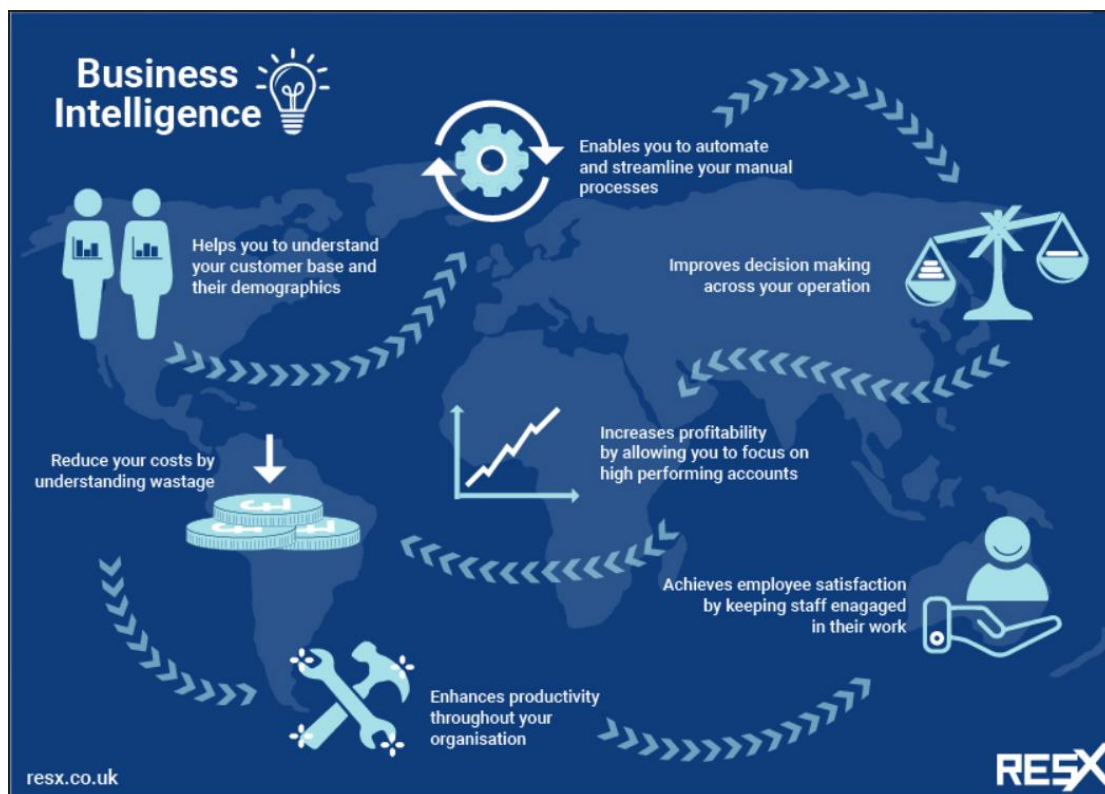 Business
Intelligence
Enables you to automate
and streamline your manual
processes
Helps you to understand
your customer base and
their demographics
Improves decision making
across your operation
Increases profitability
by allowing you to focus on
high performing accounts
Reduce your costs by
understanding wastage
Achieves employee satisfaction
by keeping staff enagaged
in their work
Enhances productivity
throughout your
organisation
resx.co.uk
RESX